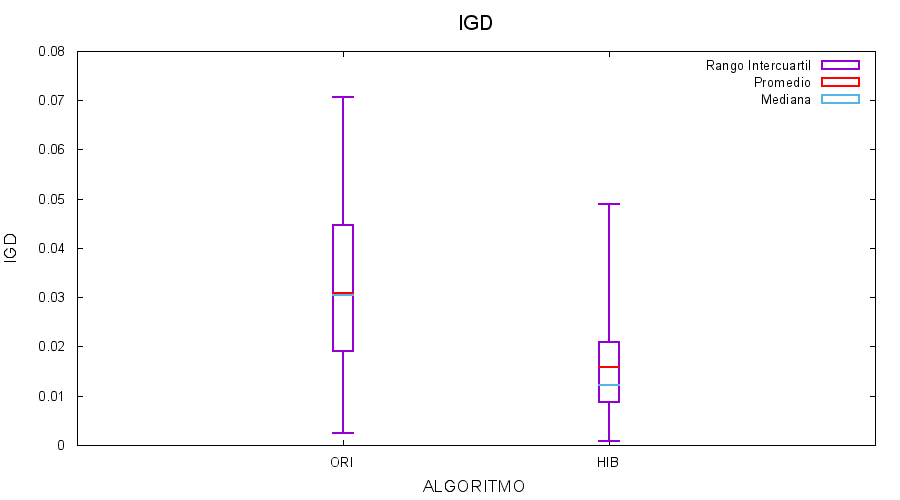 IGD
0.08
0.07
0.06
0.05
0.04
0.03
0.02
0.01
0
IGD
Rango Intercuartil
Promedio
Mediana
ORI
HIB
ALGORITMO